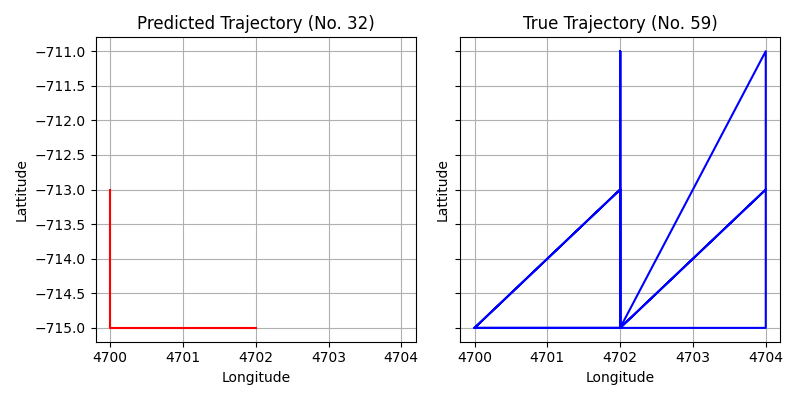 Predicted Trajectory (No. 32)
True Trajectory (No. 59)
Lattitude
−711.0
−711.5
−712.0
−712.5
−713.0
−713.5
−714.0
−714.5
−715.0
4700 4701 4702 4703 4704
Longitude
Lattitude
4700 4701 4702 4703 4704
Longitude